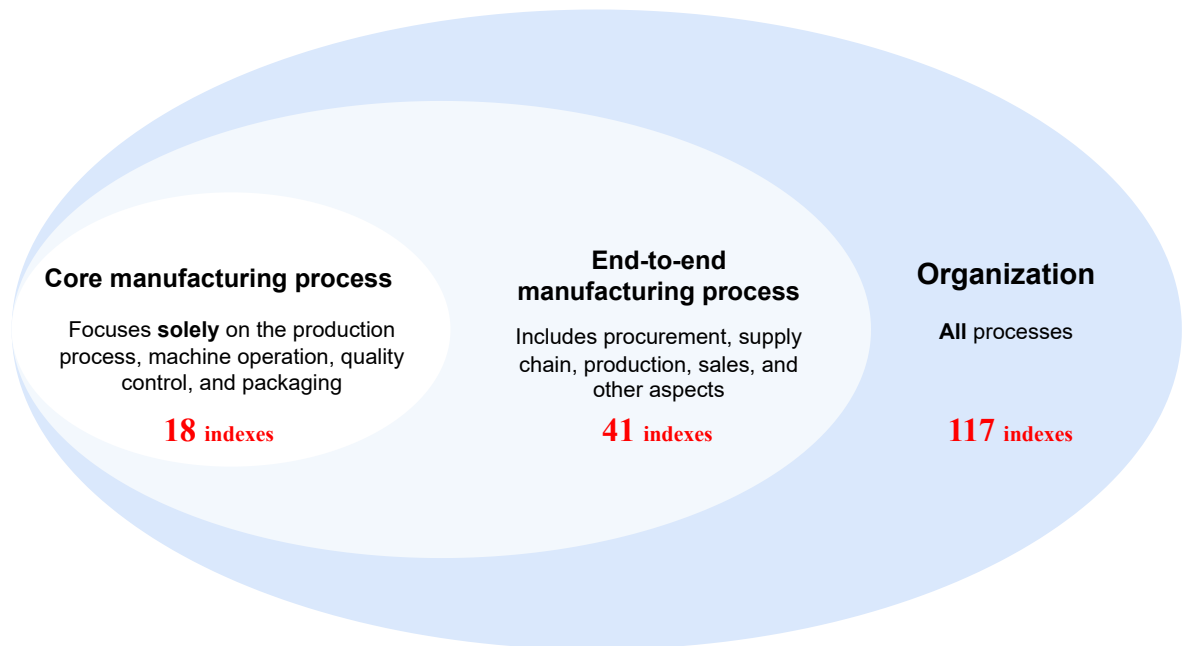 Core manufacturing process
Focuses solely on the production
process, machine operation, quality
control, and packaging
18 indexes
End-to-end
manufacturing process
Includes procurement, supply
chain, production, sales, and
other aspects
41 indexes
Organization
All processes
117 indexes